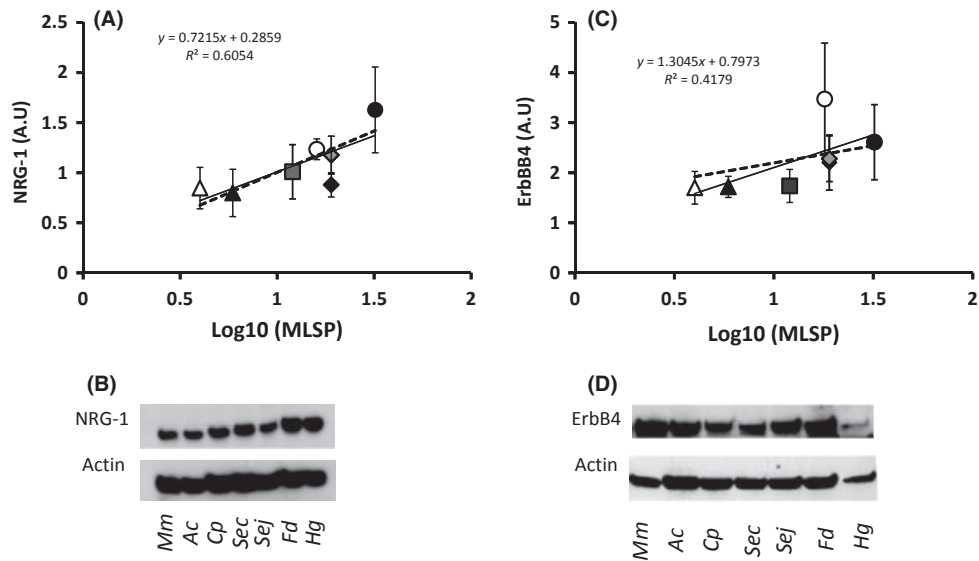 (A)
2.5
2
1.5
1
0.5
0
0
0.5
1
1.5
2
NRG-1 (A.U)
y = 0.7215x + 0.2859
R² = 0.6054
Log10 (MLSP)
(C)
5
4
3
2
1
0
0
0.5
1
1.5
2
ErbBB4 (A.U)
y = 1.3045x + 0.7973
R² = 0.4179
Log10 (MLSP)
(B)
NRG-1
Actin
Mm Ac Cp Sec Sej Fd Hg
(D)
ErbB4
Actin
Mm Ac Cp Sec Sej Fd Hg